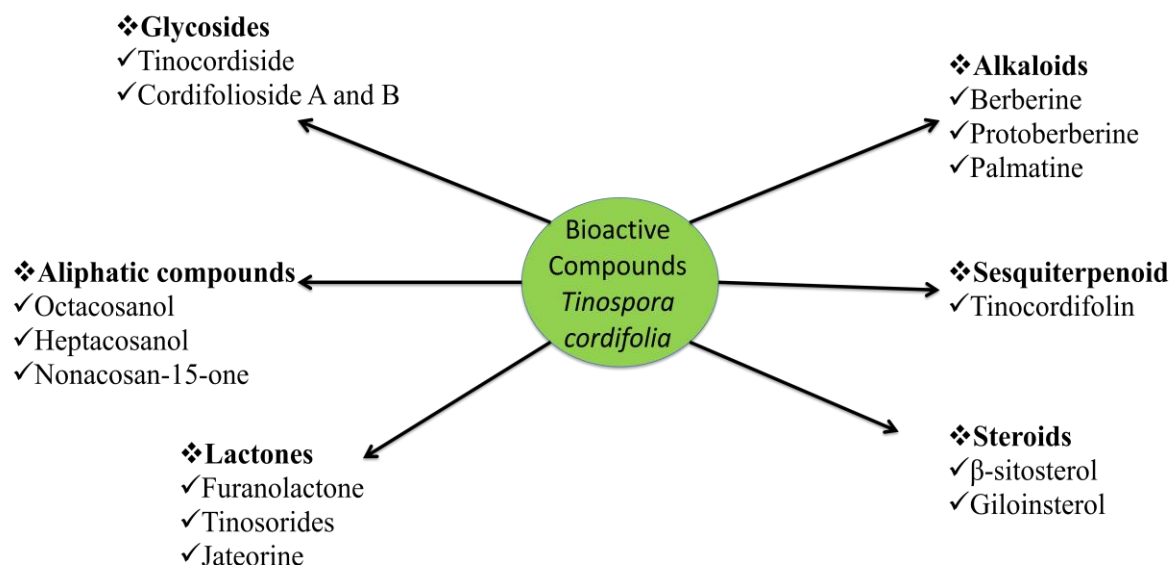 ❖Glycosides
✓Tinocordiside
✓Cordifolioside A and B
❖Alkaloids
✓Berberine
✓Protoberberine
✓Palmatine
Bioactive
Compounds
Tinospora
cordifolia
❖Aliphatic compounds
✓Octacosanol
✓Heptacosanol
✓Nonacosan-15-one
❖Sesquiterpenoid
✓Tinocordifolin
❖Lactones
✓Furanolactone
✓Tinosorides
✓Jateorine
❖Steroids
✓β-sitosterol
✓Giloinsterol